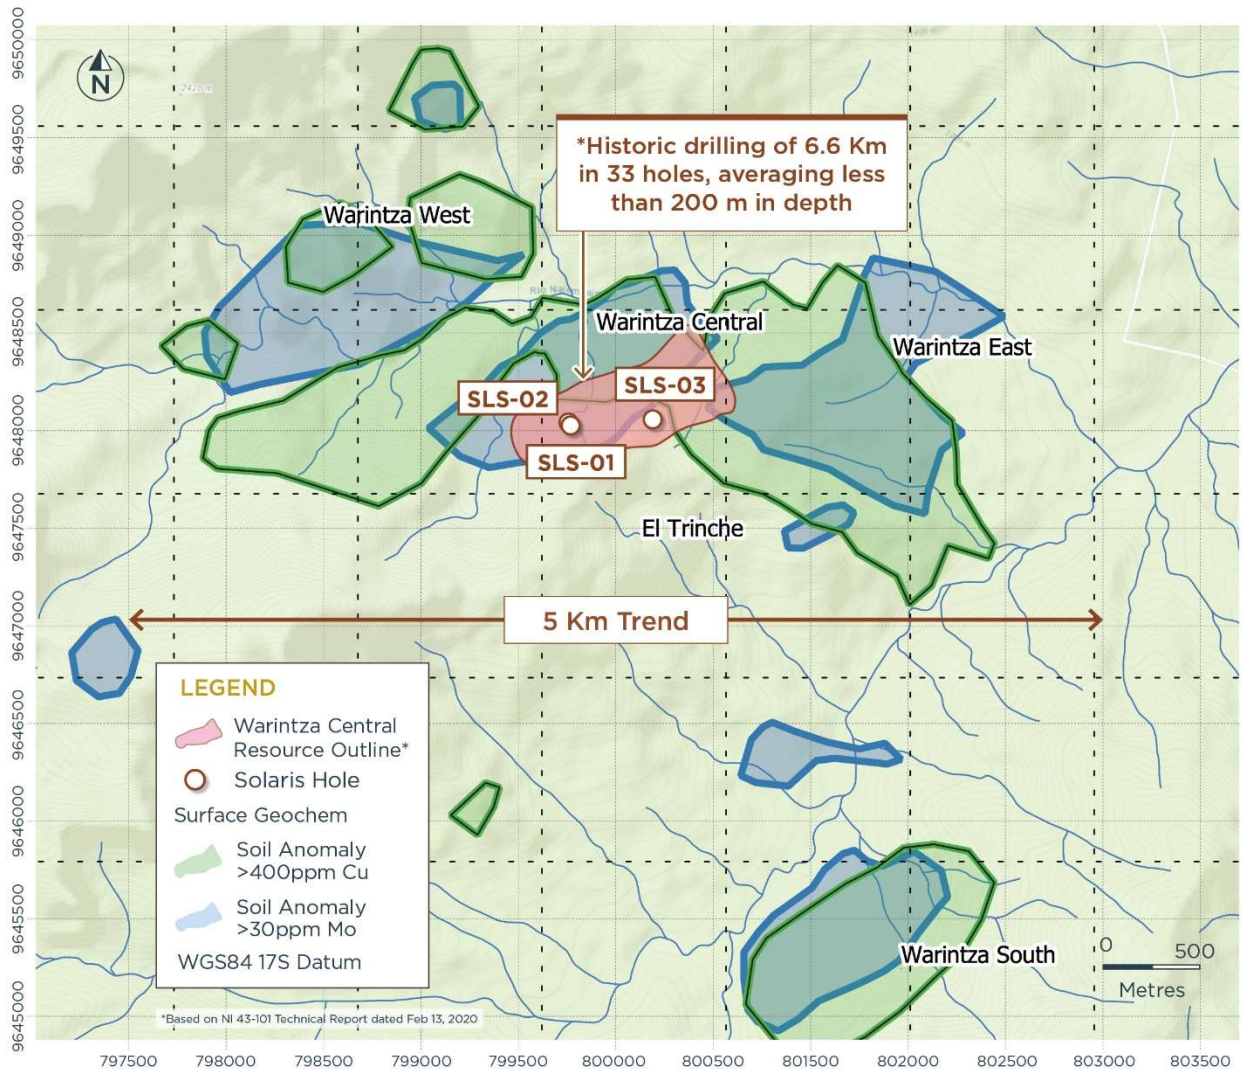 N
2428 m
*Historic drilling of 6.6 Km
in 33 holes, averaging less
than 200 m in depth
Warintza West
Warintza Central
Warintza East
SLS-03
SLS-02
SLS-01
El Trinche
5 Km Trend
LEGEND
Warintza Central
Resource Outline*
Solaris Hole
Surface Geochem
Soil Anomaly
>400ppm Cu
Soil Anomaly
>30ppm Mo
WGS84 17S Datum
*Based on NI 43-101 Technical Report dated Feb 13, 2020
Warintza South
0 500
Metres
9650000
9649500
9649000
9648500
9648000
9647500
9647000
9646500
9646000
9645500
9645000
797500 798000 798500 799000 799500 800000 800500 801000 801500 802000 802500 803000 803500